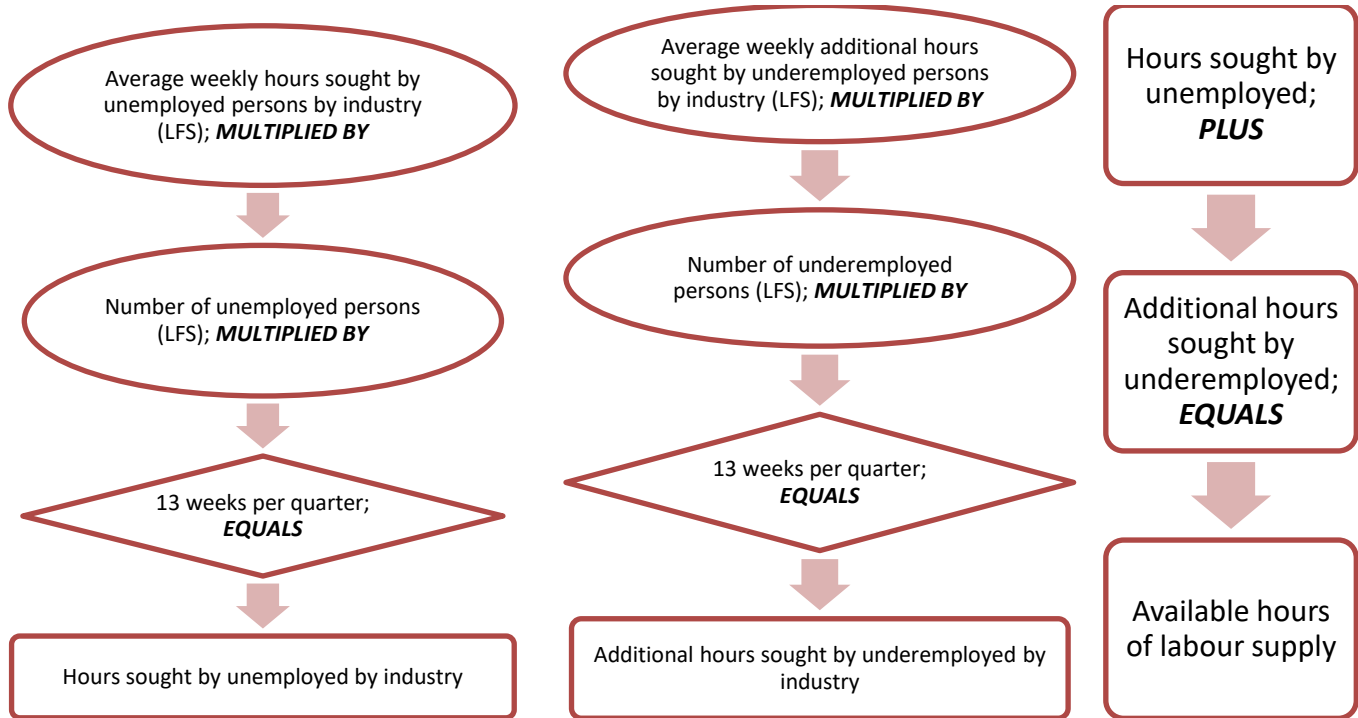 Average weekly hours sought by
unemployed persons by industry
(LFS); MULTIPLIED BY
Number of unemployed persons
(LFS); MULTIPLIED BY
13 weeks per quarter;
EQUALS
Hours sought by unemployed by industry
Average weekly additional hours
sought by underemployed persons
by industry (LFS); MULTIPLIED BY
Number of underemployed
persons (LFS); MULTIPLIED BY
13 weeks per quarter;
EQUALS
Additional hours sought by underemployed by
industry
Hours sought by
unemployed;
PLUS
Additional hours
sought by
underemployed;
EQUALS
Available hours
of labour supply